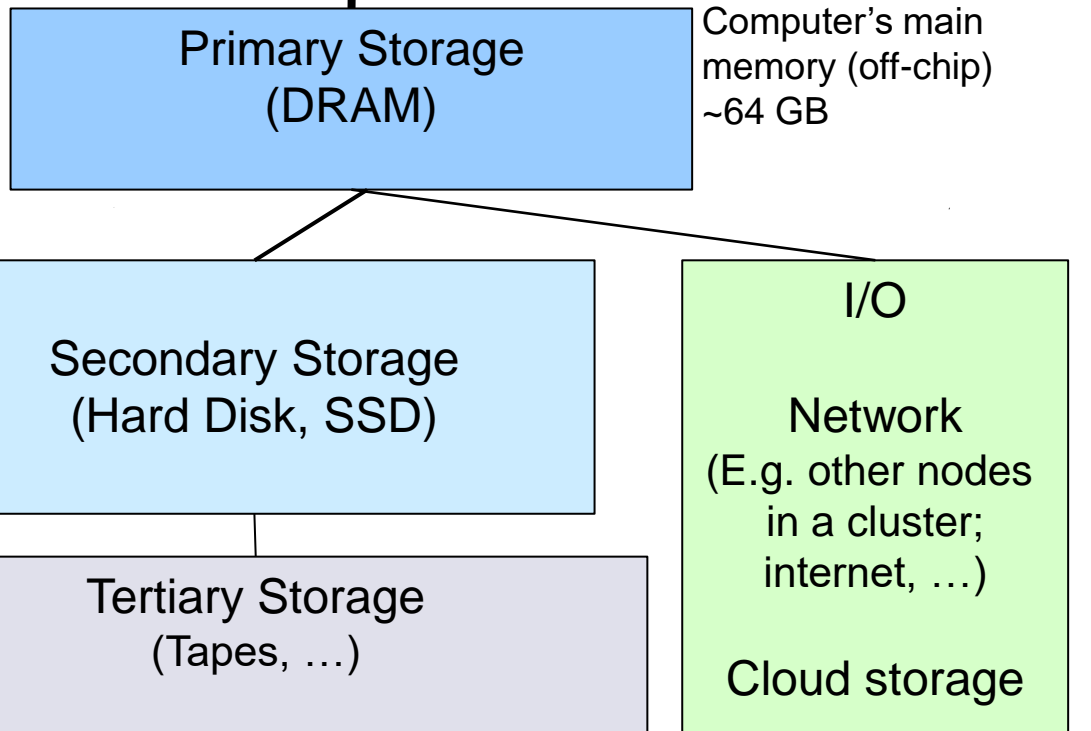 Primary Storage
(DRAM)
Computer’s main
memory (off-chip)
~64 GB
Secondary Storage
(Hard Disk, SSD)
Tertiary Storage
(Tapes, …)
I/O
Network
(E.g. other nodes
in a cluster;
internet, …)
Cloud storage